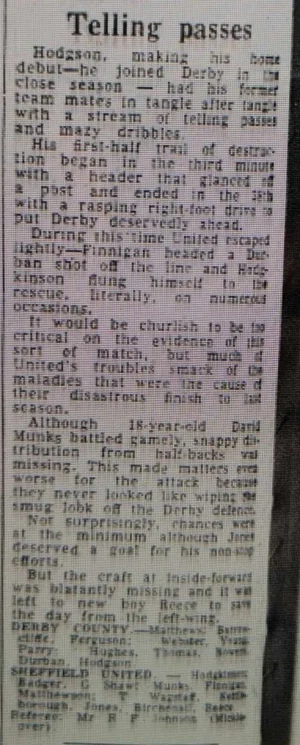 Telling passes
Hodgson, making his home
debut—he joined Derby in the
close season — had his former
team mates in tangle after tangle
with a stream of telling passes
and mazy dribbles.
His first-half trail of destruc-
tion began in the third minute
with a header that glanced off
a post and ended in the 28th
with a rasping right-foot drive to
put Derby deservedly ahead.
During this time United escaped
lightly—Finnigan headed a Dur-
ban shot off the line and Hodg-
kinson flung himself to the
rescue, literally, on numerous
occasions.
It would be churlish to be too
critical on the evidence of this
sort of match, but much of
United's troubles smack of the
maladies that were the cause of
their disastrous finish to last
season.
Although 18-year-old David
Munks battled gamely, snappy dis-
tribution from half-backs was
missing. This made matters even
worse for the attack because
they never looked like wiping the
smug look off the Derby defence.
Not surprisingly, chances were
at the minimum although Jones
deserved a goal for his non-stop
efforts.
But the craft at inside-forward
was blatantly missing and it was
left to new boy Reece to save
the day from the left-wing.
DERBY COUNTY.—Matthews; Barrow-
cliffe, Ferguson; Webster, Young,
Parry; Hughes, Thomas, Bowers,
Durban, Hodgson.
SHEFFIELD UNITED. — Hodgkinson;
Badger, G Shaw; Munks, Finnigan,
Matthewson; T Wagstaff, Kettle-
borough, Jones, Birchenall, Reece.
Referee: Mr R F Johnson